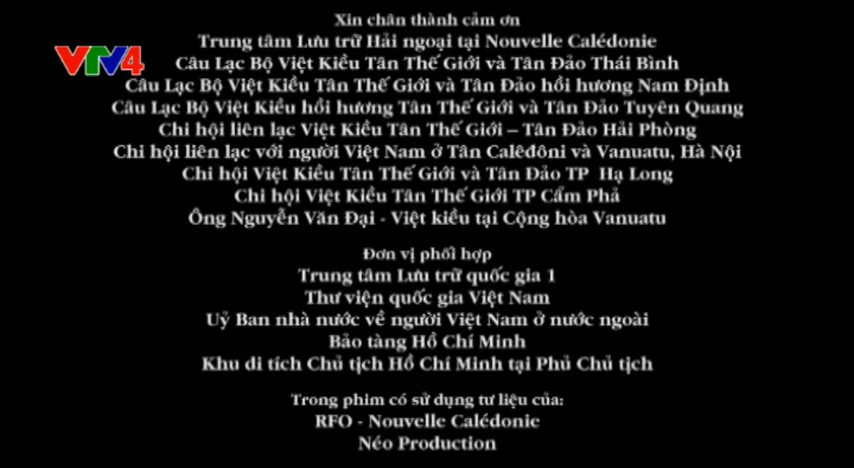 Xin chân thành cảm ơn
VTV4
Trung tâm Lưu trữ Hải ngoại tại Nouvelle Calédonie
Câu Lạc Bộ Việt Kiều Tân Thế Giới và Tân Đảo Thái Bình
Câu Lạc Bộ Việt Kiều Tân Thế Giới và Tân Đảo hồi hương Nam Định
Câu Lạc Bộ Việt Kiều hồi hương Tân Thế Giới và Tân Đảo Tuyên Quang
Chi hội liên lạc Việt Kiều Tân Thế Giới – Tân Đảo Hải Phòng
Chi hội liên lạc với người Việt Nam ở Tân Calêđôni và Vanuatu, Hà Nội
Chi hội Việt Kiều Tân Thế Giới và Tân Đảo TP Hạ Long
Chi hội Việt Kiều Tân Thế Giới TP Cẩm Phả
Ông Nguyễn Văn Đại - Việt kiều tại Cộng hòa Vanuatu
Đơn vị phối hợp
Trung tâm Lưu trữ quốc gia 1
Thư viện quốc gia Việt Nam
Uỷ Ban nhà nước về người Việt Nam ở nước ngoài
Bảo tàng Hồ Chí Minh
Khu di tích Chủ tịch Hồ Chí Minh tại Phủ Chủ tịch
Trong phim có sử dụng tư liệu của:
RFO - Nouvelle Calédonie
Néo Production